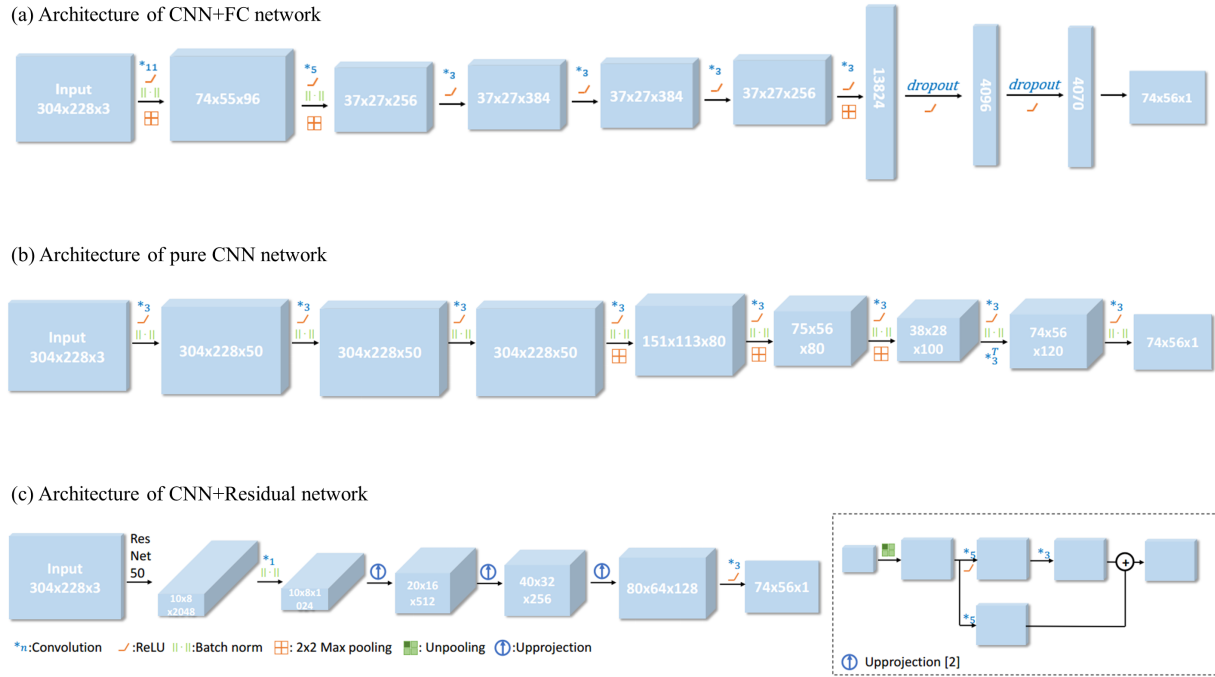 (a) Architecture of CNN+FC network
Input
304x228x3
*11
74x55x96
*5
37x27x256
*3
37x27x384
*3
37x27x384
*3
37x27x256
*3
13824
dropout
4096
dropout
4070
74x56x1
(b) Architecture of pure CNN network
Input
304x228x3
*3
304x228x50
*3
304x228x50
*3
304x228x50
*3
151x113x80
*3
75x56
x80
*3
38x28
x100
*3
*T3
74x56
x120
*3
74x56x1
(c) Architecture of CNN+Residual network
Input
304x228x3
Res
Net
50
10x8
x2048
*1
10x8x1
024
20x16
x512
40x32
x256
80x64x128
*3
74x56x1
*5
*3
+
*5
Upprojection [2]
*n:Convolution :ReLU :Batch norm : 2x2 Max pooling : Unpooling :Upprojection